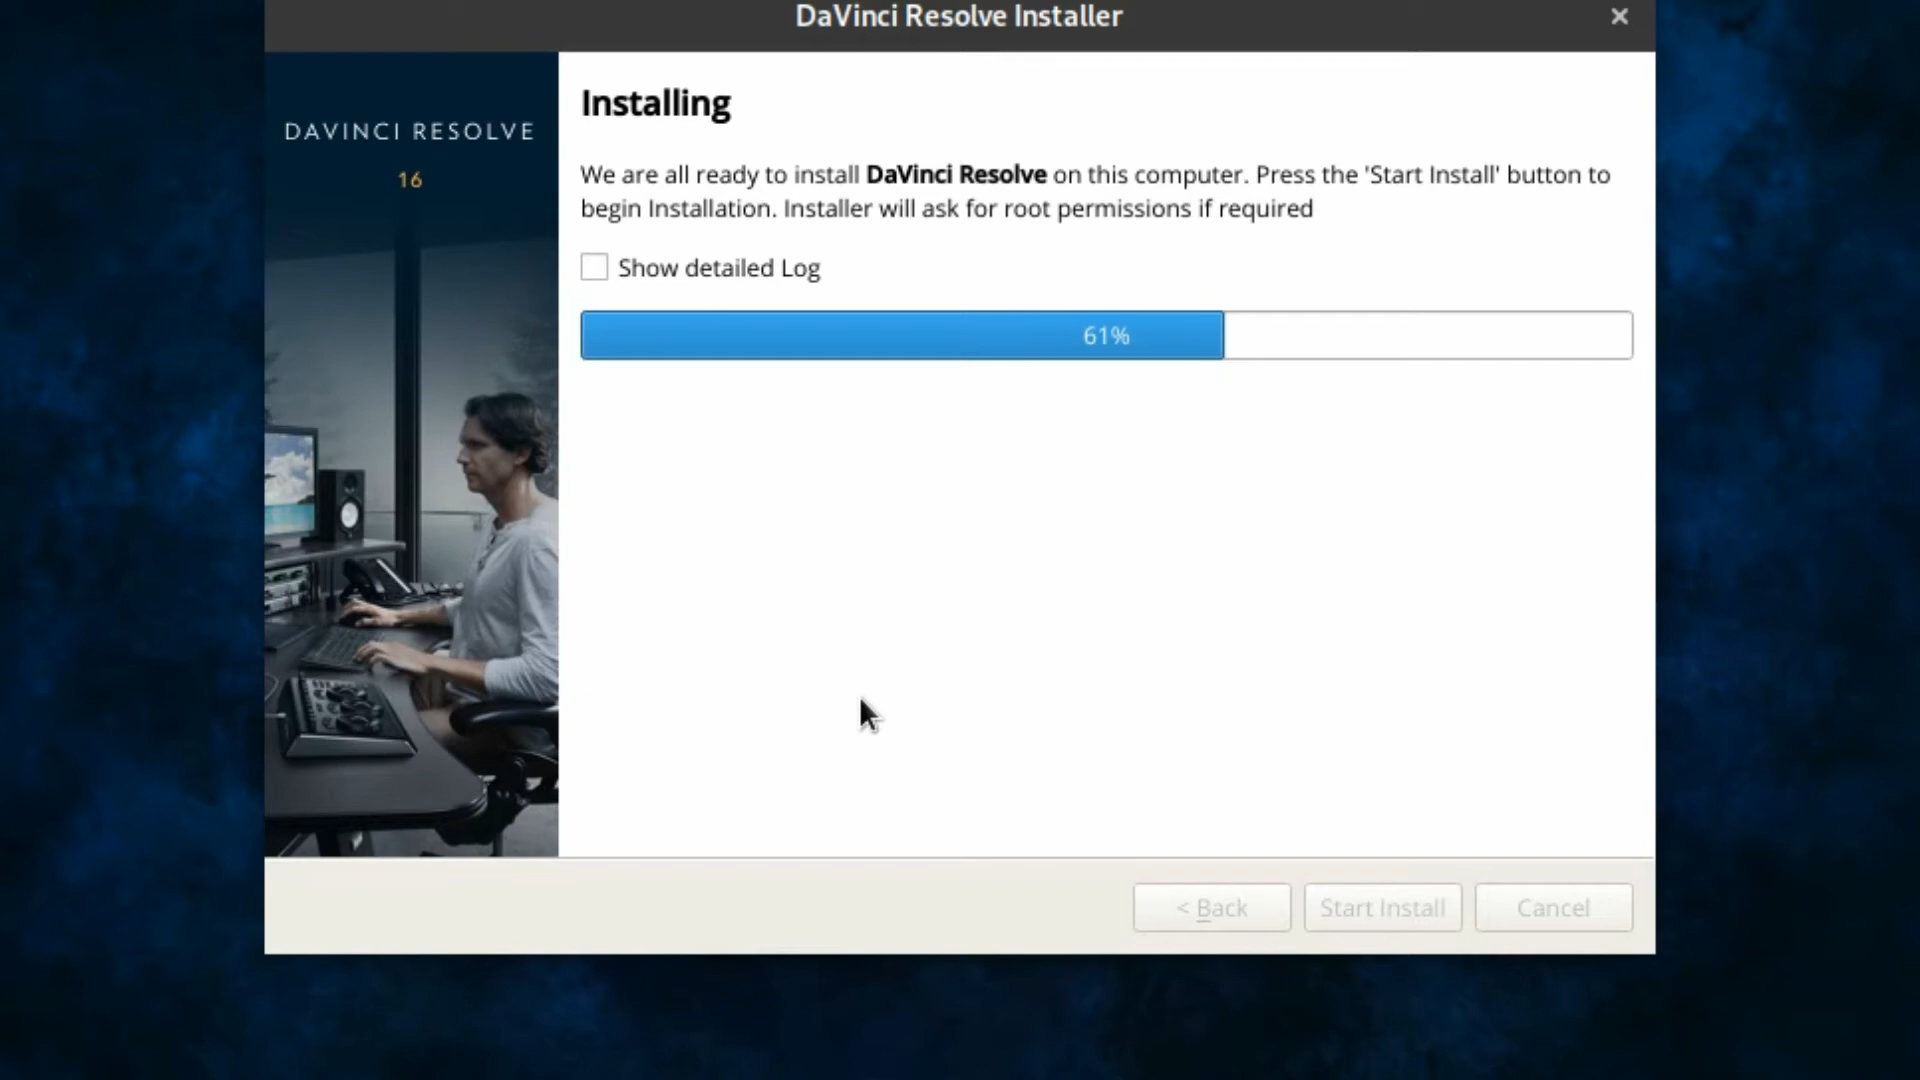 DaVinci Resolve Installer
DAVINCI RESOLVE
16
Installing
We are all ready to install DaVinci Resolve on this computer. Press the 'Start Install' button to
begin Installation. Installer will ask for root permissions if required
Show detailed Log
61%
< Back
Start Install
Cancel